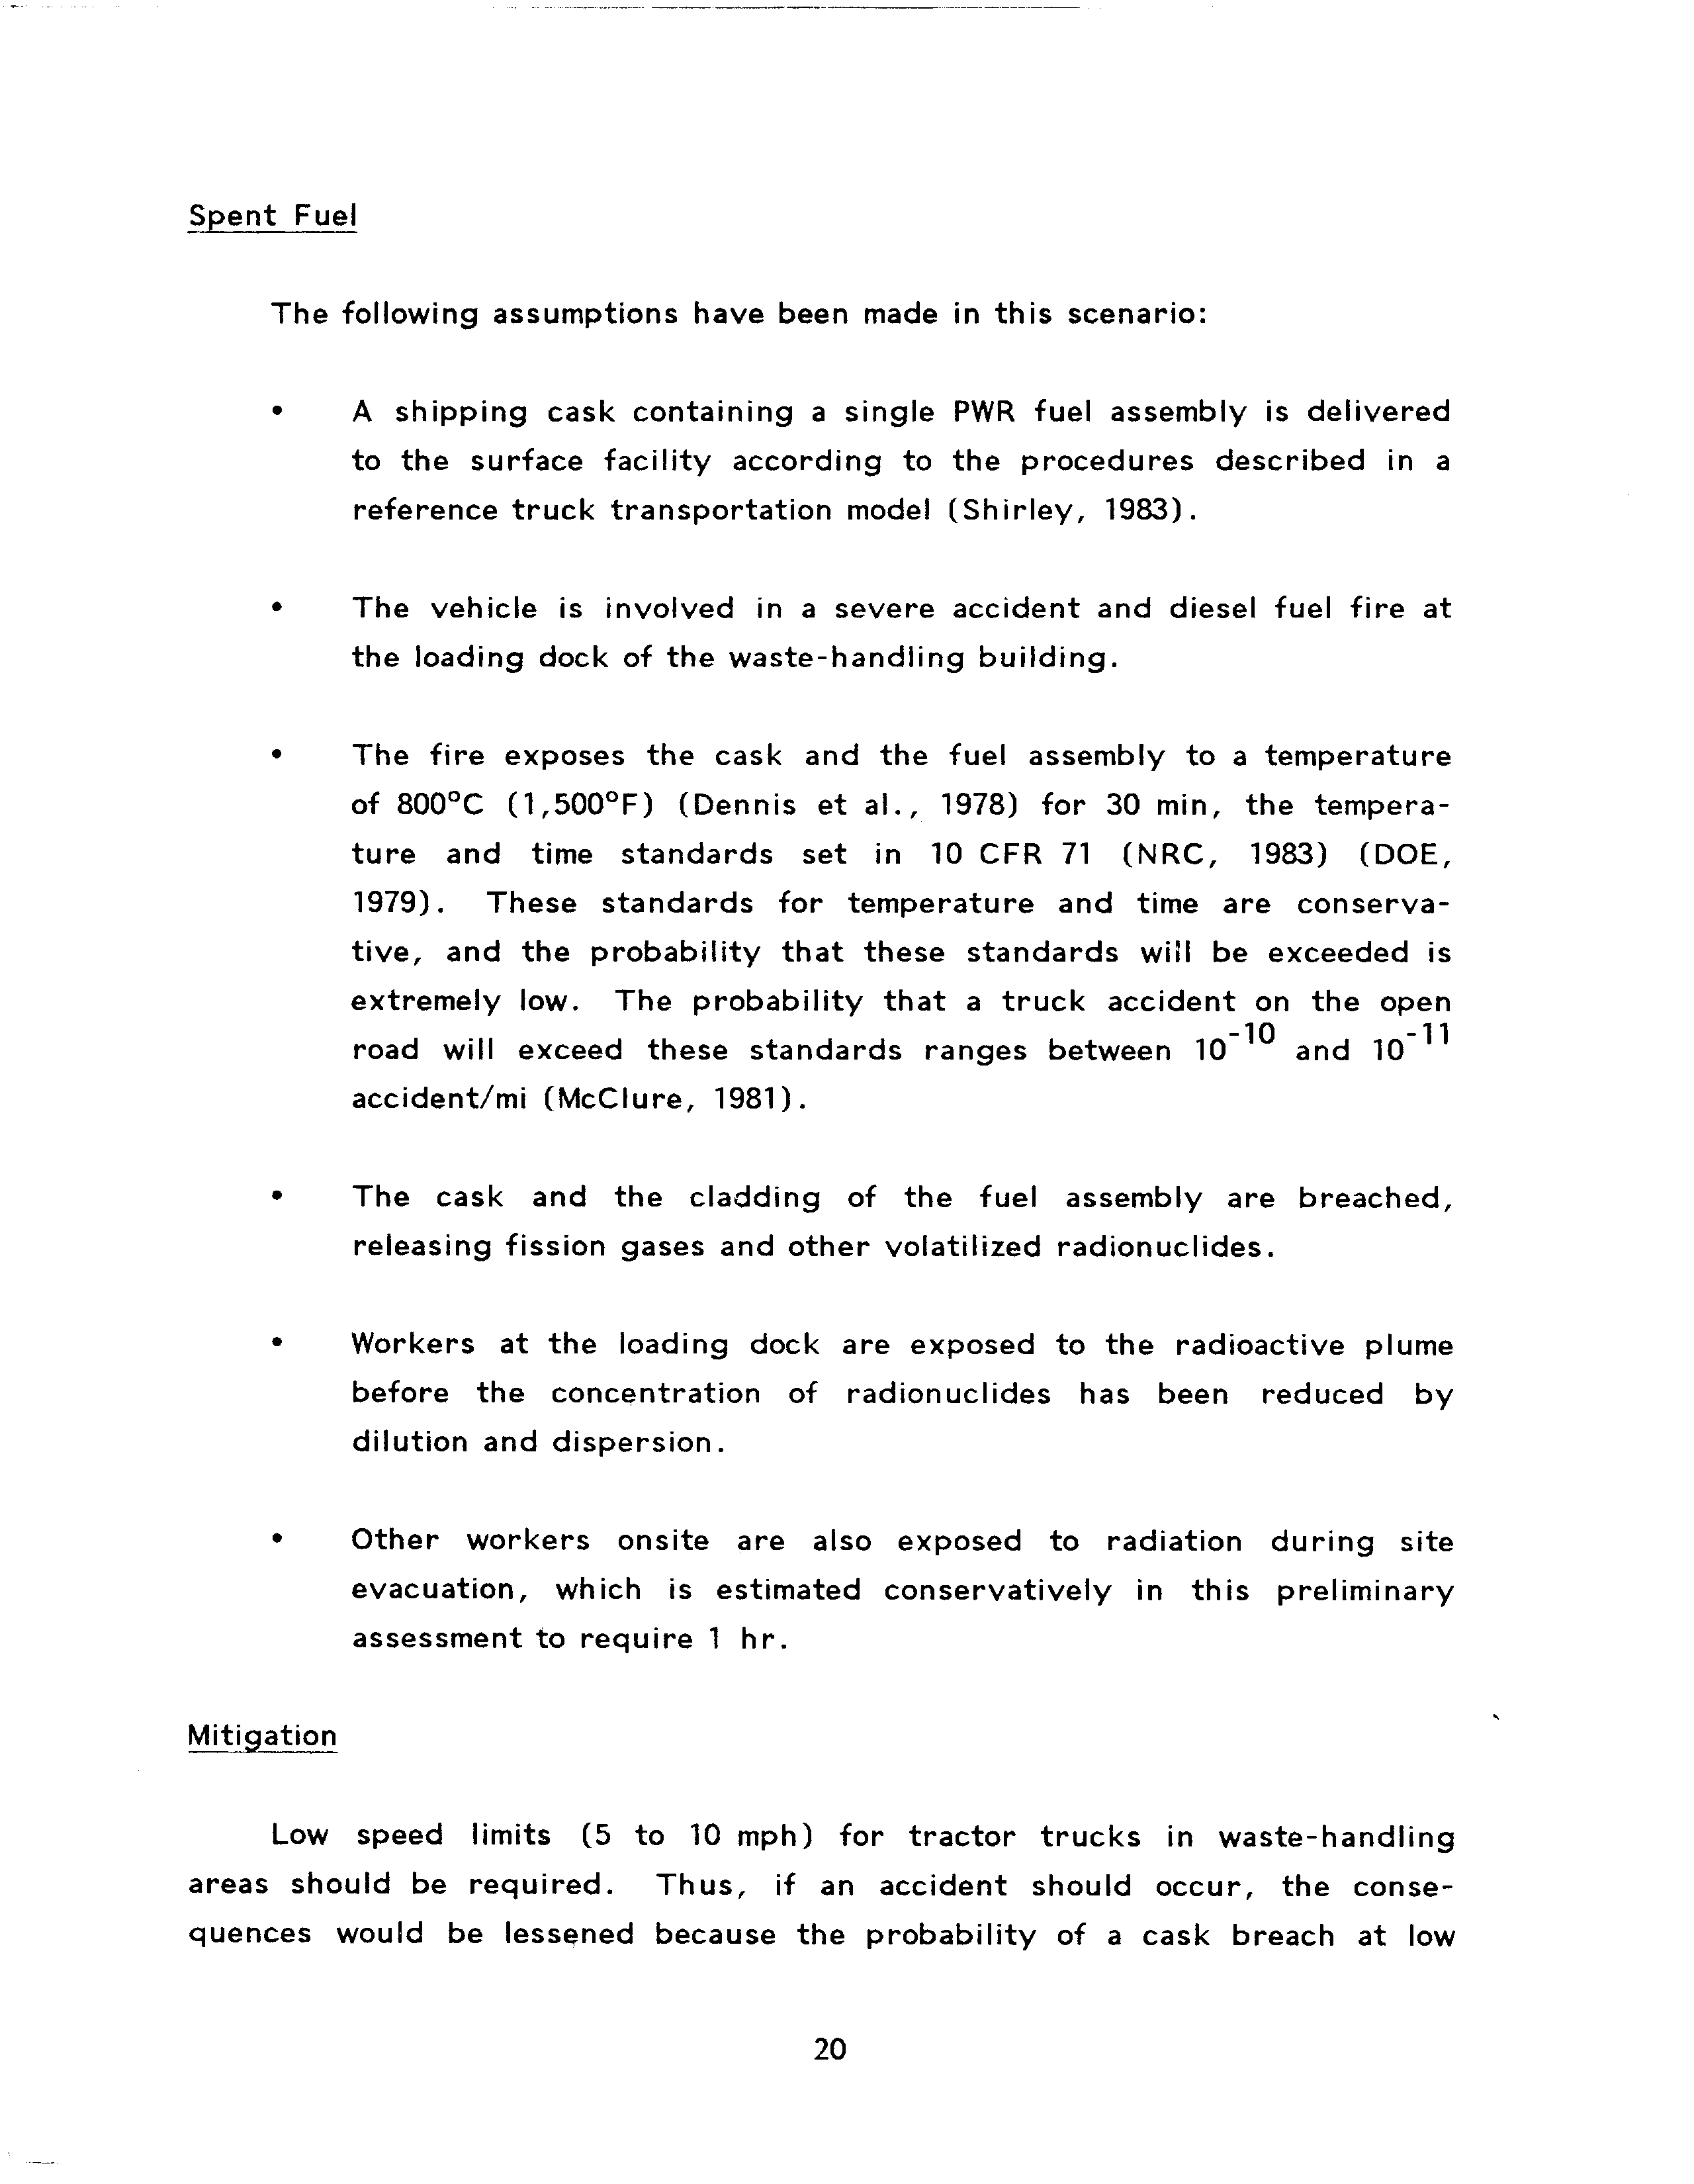 Spent Fuel
The following assumptions have been made in this scenario:
• A shipping cask containing a single PWR fuel assembly is delivered
to the surface facility according to the procedures described in a
reference truck transportation model (Shirley, 1983).
• The vehicle is involved in a severe accident and diesel fuel fire at
the loading dock of the waste-handling building.
• The fire exposes the cask and the fuel assembly to a temperature
of 800°C (1,500°F) (Dennis et al., 1978) for 30 min, the tempera-
ture and time standards set in 10 CFR 71 (NRC, 1983) (DOE,
1979). These standards for temperature and time are conserva-
tive, and the probability that these standards will be exceeded is
extremely low. The probability that a truck accident on the open
road will exceed these standards ranges between 10⁻¹⁰ and 10⁻¹¹
accident/mi (McClure, 1981).
• The cask and the cladding of the fuel assembly are breached,
releasing fission gases and other volatilized radionuclides.
• Workers at the loading dock are exposed to the radioactive plume
before the concentration of radionuclides has been reduced by
dilution and dispersion.
• Other workers onsite are also exposed to radiation during site
evacuation, which is estimated conservatively in this preliminary
assessment to require 1 hr.
Mitigation
Low speed limits (5 to 10 mph) for tractor trucks in waste-handling
areas should be required. Thus, if an accident should occur, the conse-
quences would be lessened because the probability of a cask breach at low
20